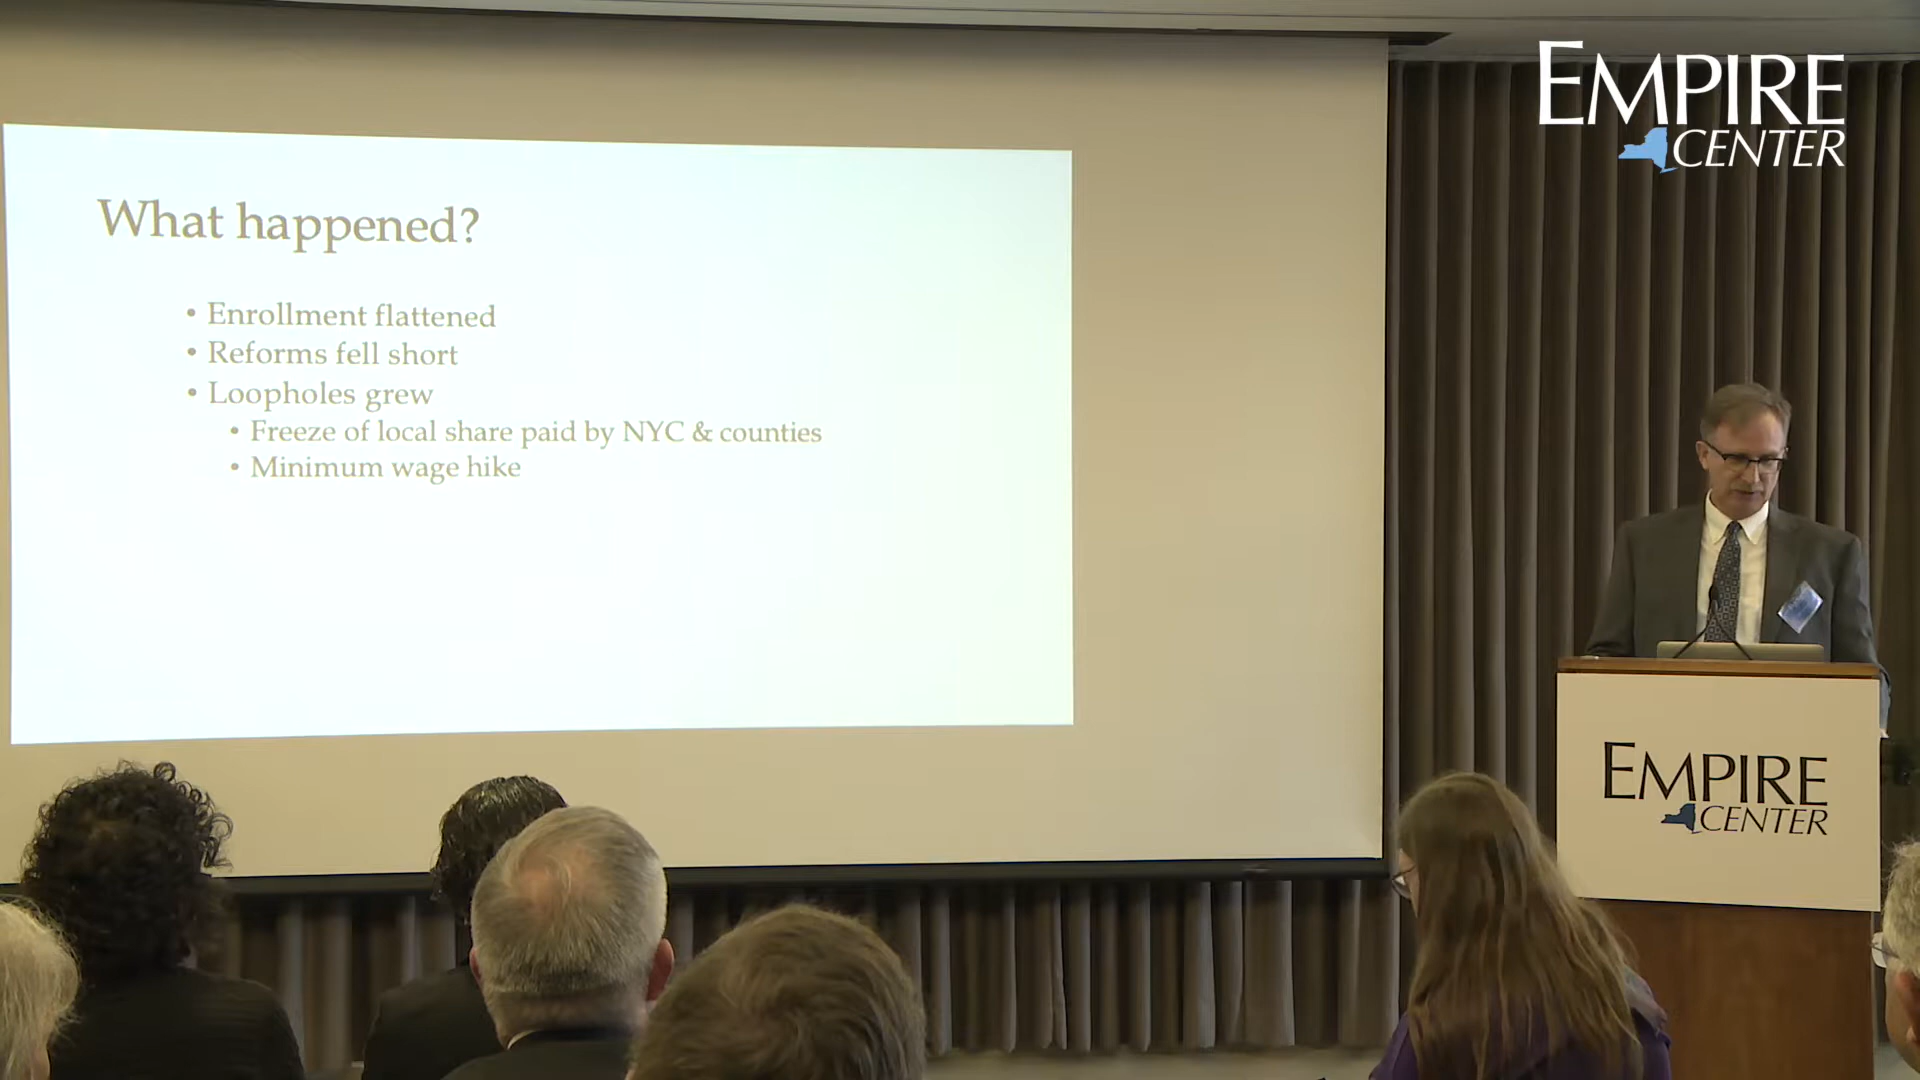 EMPIRE
CENTER
What happened?
• Enrollment flattened
• Reforms fell short
• Loopholes grew
• Freeze of local share paid by NYC & counties
• Minimum wage hike
EMPIRE
CENTER